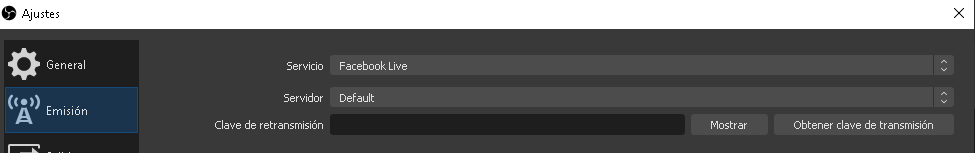 Ajustes
General
Servicio Facebook Live
Emisión
Servidor Default
Clave de retransmisión Mostrar Obtener clave de transmisión